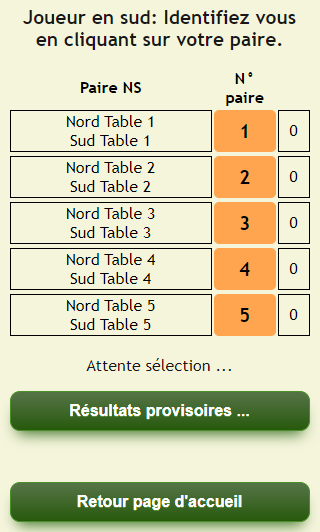 Joueur en sud: Identifiez vous
en cliquant sur votre paire.
Paire NS
N°
paire
Nord Table 1
Sud Table 1
1
0
Nord Table 2
Sud Table 2
2
0
Nord Table 3
Sud Table 3
3
0
Nord Table 4
Sud Table 4
4
0
Nord Table 5
Sud Table 5
5
0
Attente sélection ...
Résultats provisoires ...
Retour page d'accueil